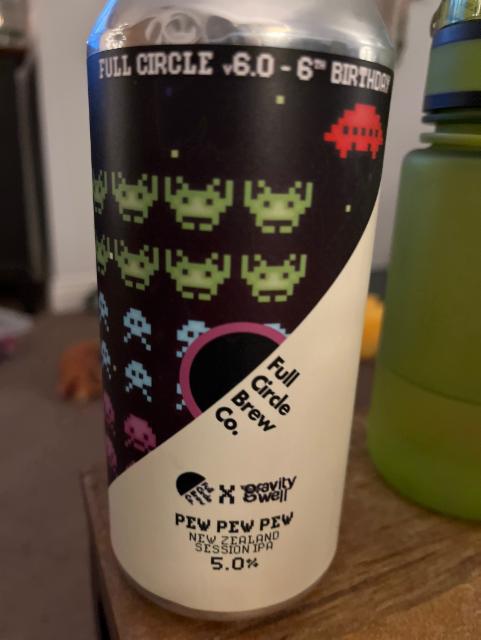 FULL CIRCLE v6.0 - 6TH BIRTHDAY
Full
Circle
Brew
Co.
X gravity
well
PEW PEW PEW
NEW ZEALAND
SESSION IPA
5.0%